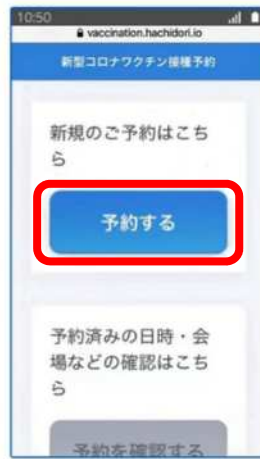 10:50
vaccination.hachidori.io
新型コロナワクチン接種予約
新規のご予約はこち
ら
予約する
予約済みの日時・会
場などの確認はこち
ら
予約を確認する